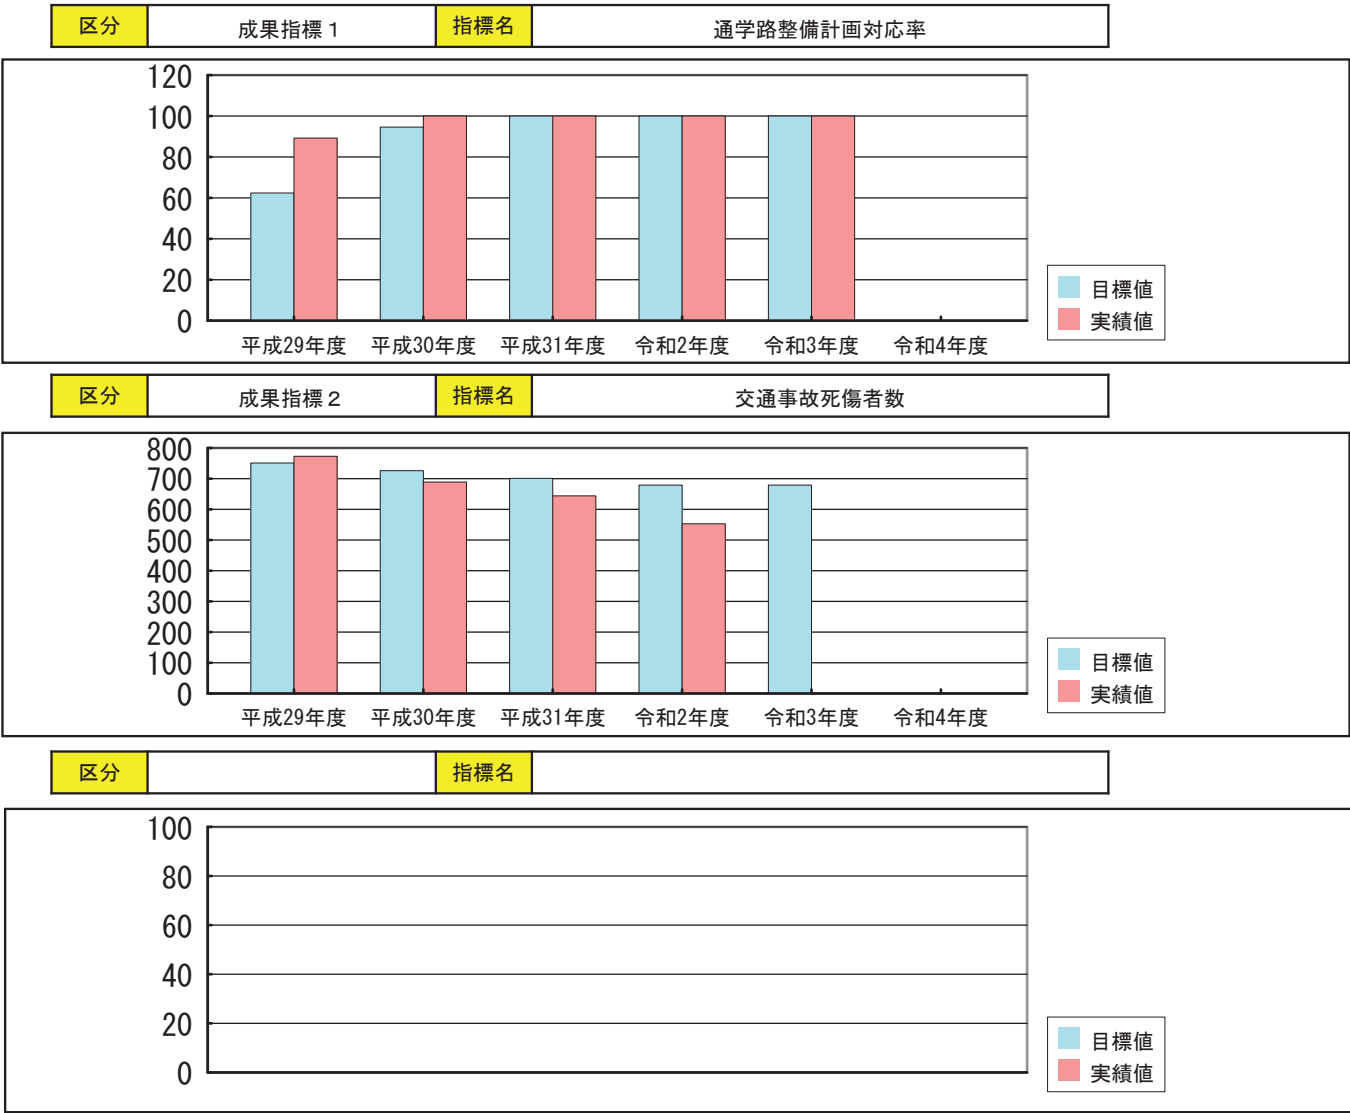 区分 成果指標１ 指標名 通学路整備計画対応率
120
100
80
60
40
20
0
平成29年度 平成30年度 平成31年度 令和2年度 令和3年度 令和4年度
目標値
実績値
区分 成果指標２ 指標名 交通事故死傷者数
800
700
600
500
400
300
200
100
0
平成29年度 平成30年度 平成31年度 令和2年度 令和3年度 令和4年度
目標値
実績値
区分 指標名
100
80
60
40
20
0
目標値
実績値